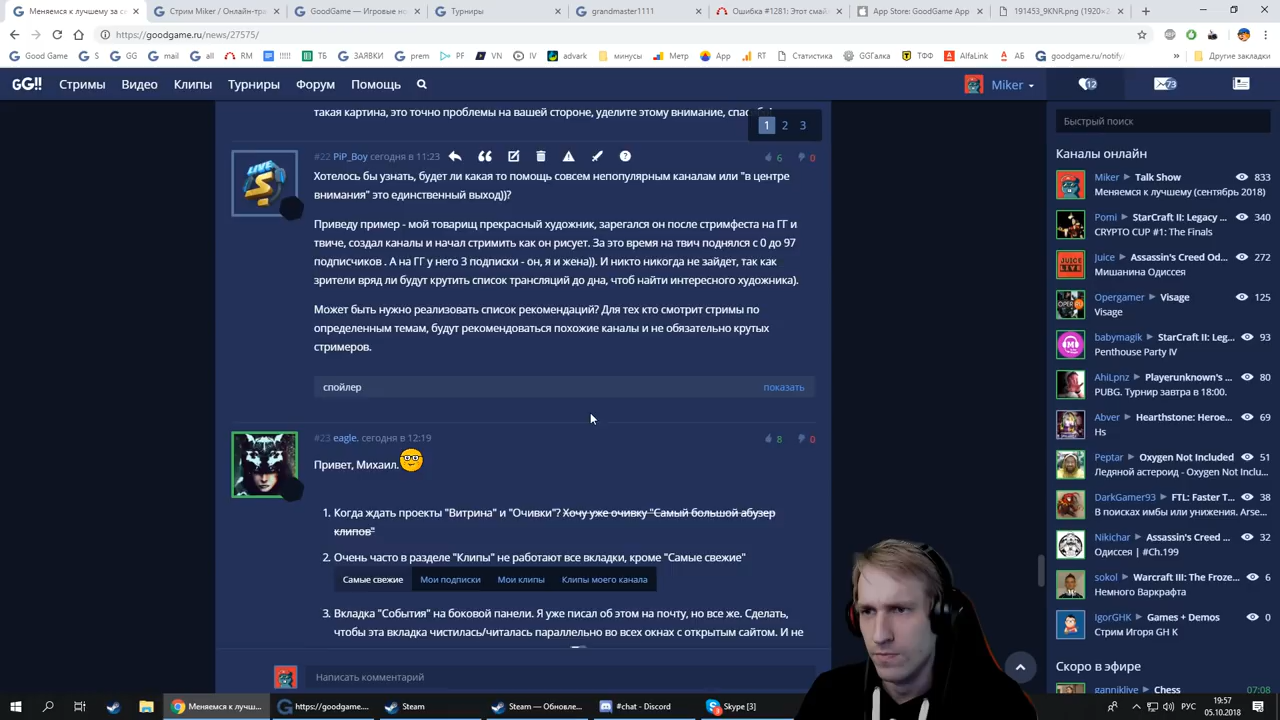 Меняемся к лучш
Стрим Miker / Онлайн-тра
GoodGame — Игровые но
Турниры
grandmaster1111
Ошибка #1281: Этот смай
App Store: GoodGame App
191453_9KNR.png (1920×
https://goodgame.ru/news/27575/
Good Game
S
GG
mail
all
RM
!!!!!
ТБ
ЗАЯВКИ
prem
PF
VN
IV
advark
минусы
Метр
App
RT
Статистика
GGГалка
ТФФ
AlfaLink
АБ
goodgame.ru/notify
Другие закладки
GG!!
Стримы
Видео
Клипы
Турниры
Форум
Помощь
Miker
12
73
такая картина, это точно проблемы на вашей стороне, уделите этому внимание,
1 2 3
#22 PiP_Boy сегодня в 11:23
6 0
Хотелось бы узнать, будет ли какая то помощь совсем непопулярным каналам или "в центре
внимания" это единственный выход))?
Приведу пример - мой товарищ прекрасный художник, зарегался он после стримфеста на ГГ и
твиче, создал каналы и начал стримить как он рисует. За это время на твич поднялся с 0 до 97
подписчиков . А на ГГ у него 3 подписки - он, я и жена)). И никто никогда не зайдет, так как
зрители вряд ли будут крутить список трансляций до дна, чтоб найти интересного художника).
Может быть нужно реализовать список рекомендаций? Для тех кто смотрит стримы по
определенным темам, будут рекомендоваться похожие каналы и не обязательно крутых
стримеров.
спойлер
показать
#23 eagle. сегодня в 12:19
8 0
Привет, Михаил.
1. Когда ждать проекты "Витрина" и "Очивки"? Хочу уже очивку "Самый большой абузер
клипов"
2. Очень часто в разделе "Клипы" не работают все вкладки, кроме "Самые свежие"
Самые свежие
Мои подписки
Мои клипы
Клипы моего канала
3. Вкладка "События" на боковой панели. Я уже писал об этом на почту, но все же. Сделать,
чтобы эта вкладка чистилась/читалась параллельно во всех окнах с открытым сайтом. И не
Написать комментарий
Быстрый поиск
Каналы онлайн
Miker Talk Show 833
Меняемся к лучшему (сентябрь 2018)
Pomi StarCraft II: Legacy ... 340
CRYPTO CUP #1: The Finals
Juice Assassin's Creed Od... 272
Мишанина Одиссея
Opergamer Visage 125
Visage
babymagik StarCraft II: Leg... 93
Penthouse Party IV
AhiLpnz Playerunknown's ... 80
PUBG. Турнир завтра в 18:00.
Abver Hearthstone: Heroe... 69
Hs
Peptar Oxygen Not Included 51
Ледяной астероид - Oxygen Not Inclu...
DarkGamer93 FTL: Faster T... 38
В поисках имбы или унижения. Arse...
Nikichar Assassin's Creed ... 32
Одиссея | #Ch.199
sokol Warcraft III: The Froze... 6
Немного Варкрафта
IgorGHK Games + Demos 0
Стрим Игоря GH K
Скоро в эфире
ganniklive Chess 07:08
Меняемся к лучш...
https://goodgame....
Steam
Steam — Обновле...
#chat - Discord
Skype [3]
РУС
19:57
05.10.2018